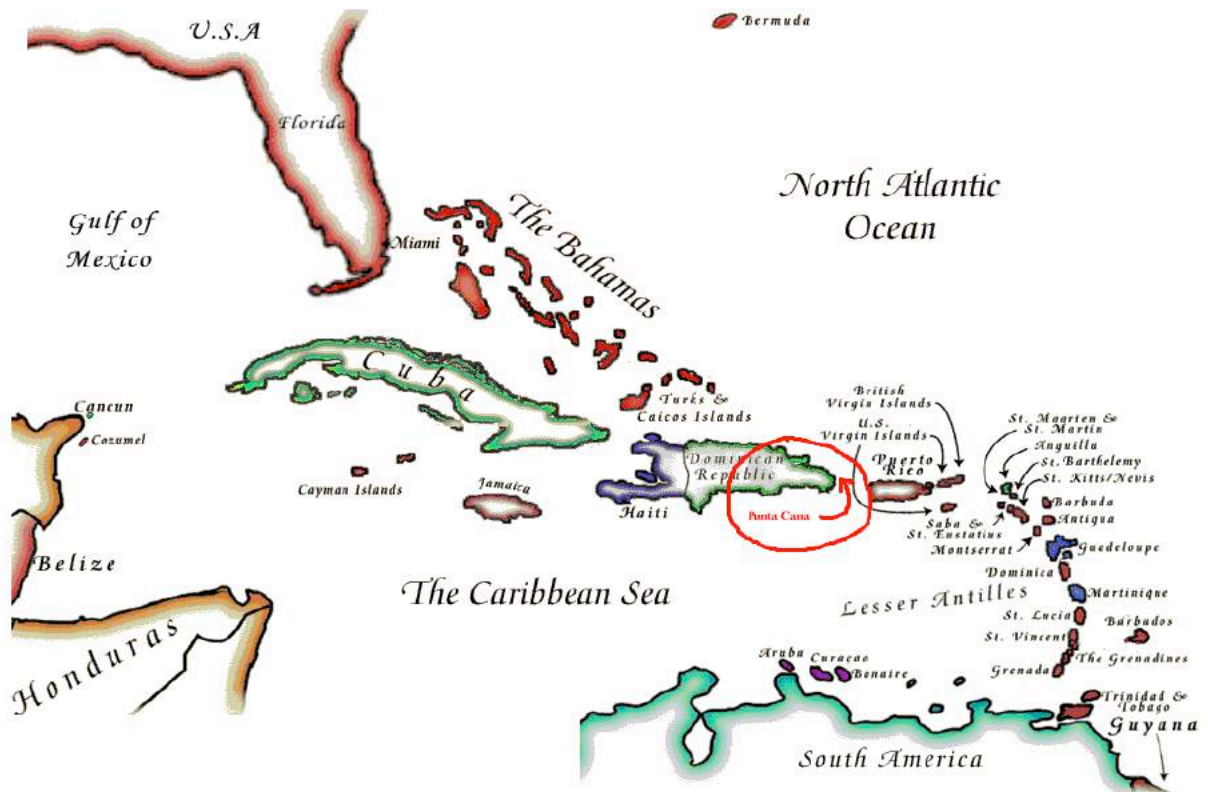 U.S.A
Bermuda
Florida
North Atlantic
Ocean
Gulf of
Mexico
Miami
The Bahamas
Cuba
Turks &
Caicos Islands
British
Virgin Islands
U.S.
Virgin Islands
St. Maarten &
St. Martin
Anguilla
St. Barthelemy
St. Kitts/Nevis
Cancun
Cozumel
Cayman Islands
Jamaica
Haiti
Dominican
Republic
Punta Cana
Puerto
Rico
Saba &
St. Eustatius
Montserrat
Barbuda
Antigua
Guedeloupe
Dominica
Martinique
Lesser Antilles
St. Lucia
Barbados
St. Vincent
The Grenadines
Grenada
Belize
Honduras
The Caribbean Sea
Aruba
Curacao
Bonaire
Trinidad &
Tobago
Guyana
South America